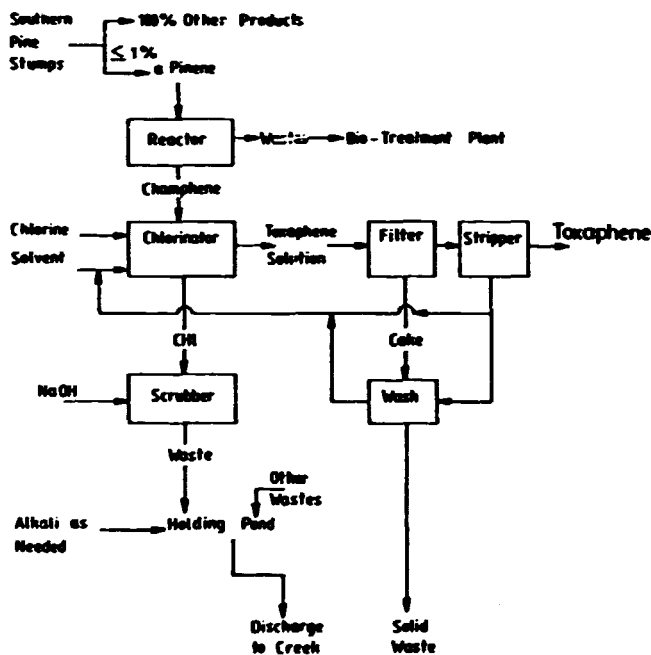 Southern
Pine
Stumps
100% Other Products
≤ 1%
α Pinene
Reactor
Waste
Bio-Treatment Plant
Champhene
Chlorine
Solvent
Chlorinator
Toxaphene
Solution
Filter
Stripper
Toxaphene
CHl
Cake
NaOH
Scrubber
Wash
Waste
Other
Wastes
Alkali as
Needed
Holding Pond
Discharge
to Creek
Solid
Waste